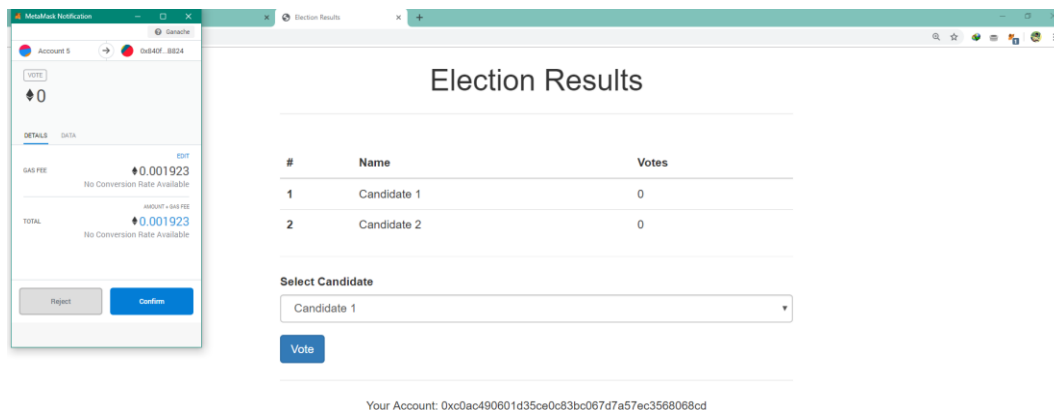 MetaMask Notification
Ganache
Account 5
0x840f...8824
VOTE
0
DETAILS DATA
EDIT
GAS FEE 0.001923
No Conversion Rate Available
AMOUNT + GAS FEE
TOTAL 0.001923
No Conversion Rate Available
Reject Confirm
Election Results
Election Results
# Name Votes
1 Candidate 1 0
2 Candidate 2 0
Select Candidate
Candidate 1
Vote
Your Account: 0xc0ac490601d35ce0c83bc067d7a57ec3568068cd